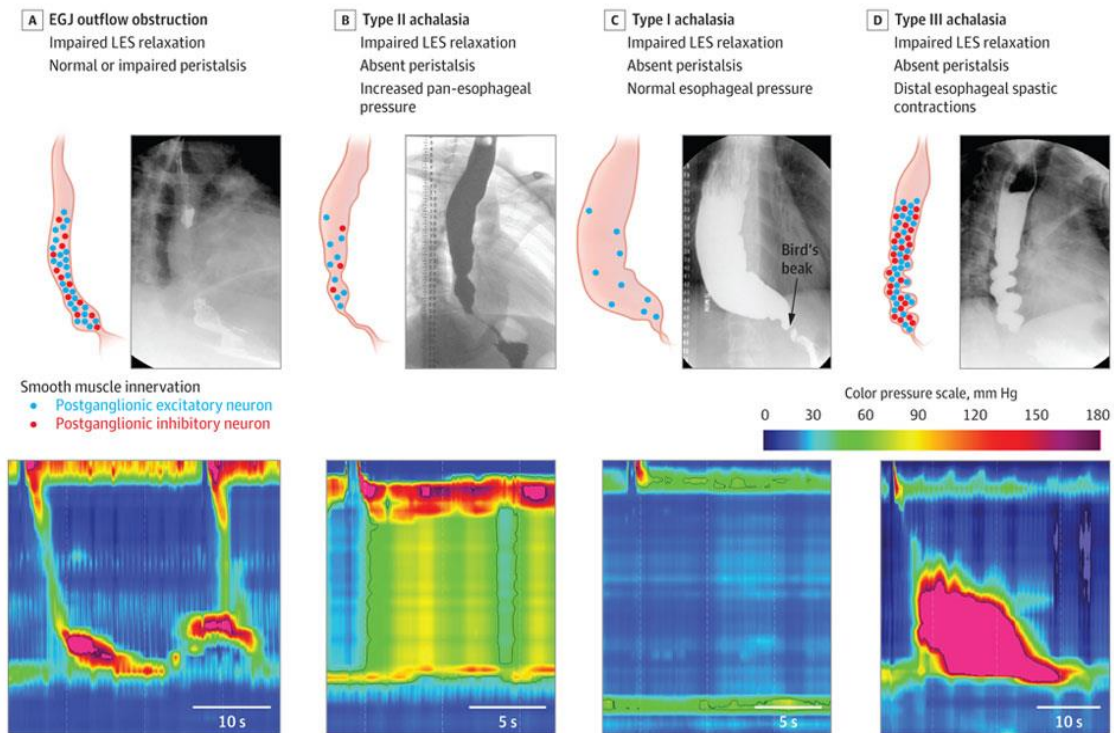 A EGJ outflow obstruction
Impaired LES relaxation
Normal or impaired peristalsis
B Type II achalasia
Impaired LES relaxation
Absent peristalsis
Increased pan-esophageal
pressure
C Type I achalasia
Impaired LES relaxation
Absent peristalsis
Normal esophageal pressure
D Type III achalasia
Impaired LES relaxation
Absent peristalsis
Distal esophageal spastic
contractions
Bird's
beak
Smooth muscle innervation
Postganglionic excitatory neuron
Postganglionic inhibitory neuron
Color pressure scale, mm Hg
0 30 60 90 120 150 180
10 s
5 s
5 s
10 s